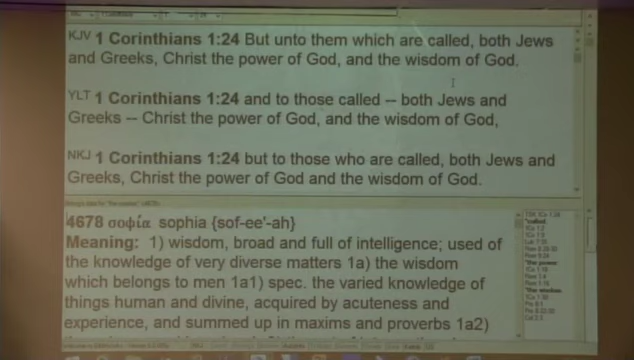 KJV 1 Corinthians 1:24 But unto them which are called, both Jews
and Greeks, Christ the power of God, and the wisdom of God.
YLT 1 Corinthians 1:24 and to those called -- both Jews and
Greeks -- Christ the power of God, and the wisdom of God,
NKJ 1 Corinthians 1:24 but to those who are called, both Jews and
Greeks, Christ the power of God and the wisdom of God.
4678 σοφία sophia {sof-ee'-ah}
Meaning: 1) wisdom, broad and full of intelligence; used of
the knowledge of very diverse matters 1a) the wisdom
which belongs to men 1a1) spec. the varied knowledge of
things human and divine, acquired by acuteness and
experience, and summed up in maxims and proverbs 1a2)